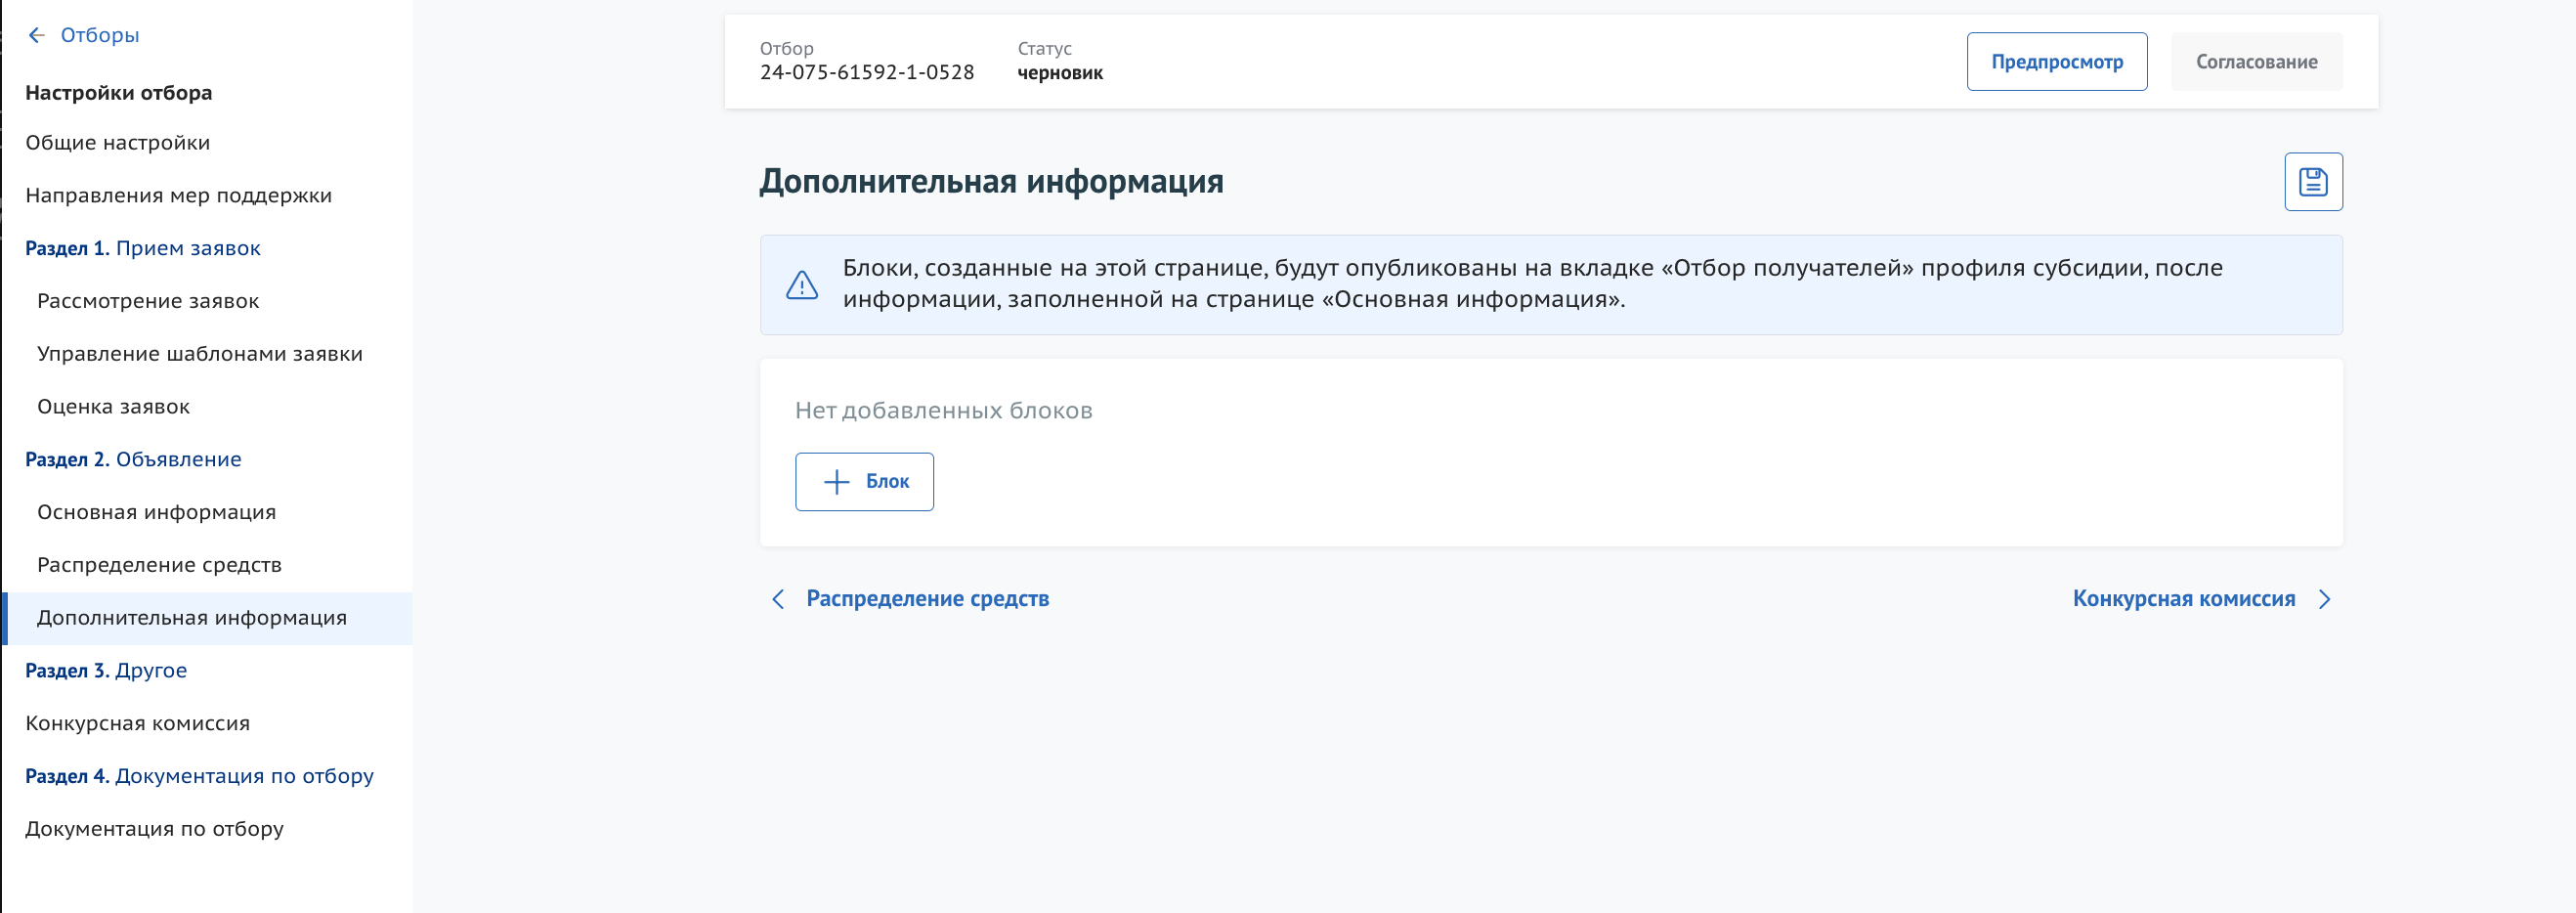 Отборы
Настройки отбора
Общие настройки
Направления мер поддержки
Раздел 1. Прием заявок
Рассмотрение заявок
Управление шаблонами заявки
Оценка заявок
Раздел 2. Объявление
Основная информация
Распределение средств
Дополнительная информация
Раздел 3. Другое
Конкурсная комиссия
Раздел 4. Документация по отбору
Документация по отбору
Отбор
24-075-61592-1-0528
Статус
черновик
Предпросмотр
Согласование
Дополнительная информация
Блоки, созданные на этой странице, будут опубликованы на вкладке «Отбор получателей» профиля субсидии, после
информации, заполненной на странице «Основная информация».
Нет добавленных блоков
Блок
Распределение средств
Конкурсная комиссия